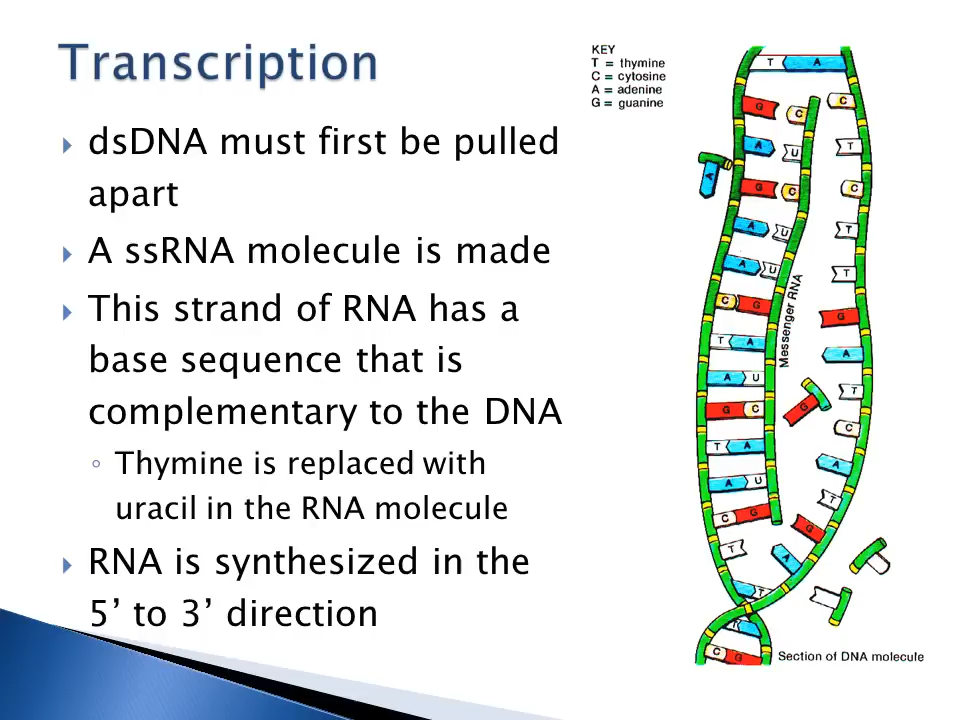 Transcription
dsDNA must first be pulled
apart
A ssRNA molecule is made
This strand of RNA has a
base sequence that is
complementary to the DNA
Thymine is replaced with
uracil in the RNA molecule
RNA is synthesized in the
5’ to 3’ direction
KEY
T = thymine
C = cytosine
A = adenine
G = guanine
T A
G C C
A U T
A
G C C
A U T
A U T
C G G
T A A
A U T
G C G
C
T A A
A U T
C G G
T A
A T
T A
C G
Messenger RNA
Section of DNA molecule